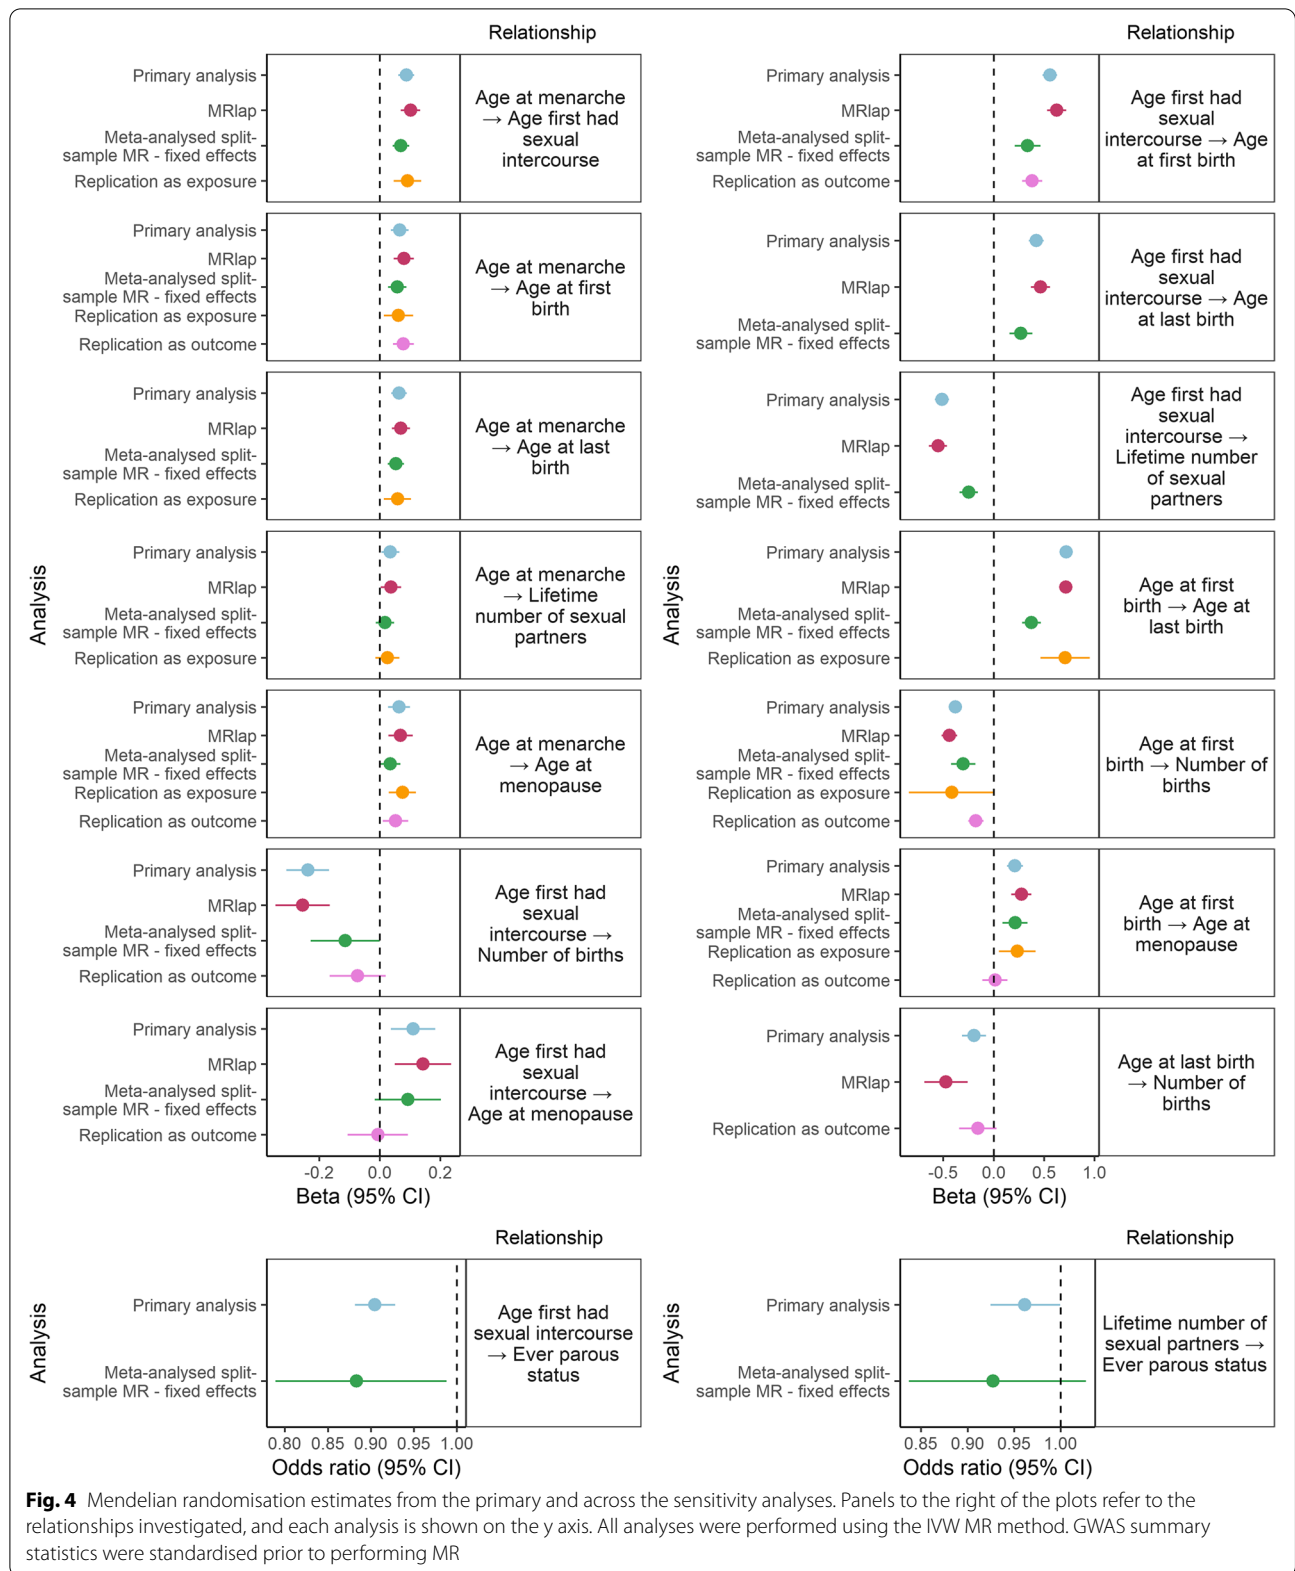 Relationship
Primary analysis
MRlap
Meta-analysed split-
sample MR - fixed effects
Replication as exposure
Age at menarche
→ Age first had
sexual
intercourse
Primary analysis
MRlap
Meta-analysed split-
sample MR - fixed effects
Replication as exposure
Replication as outcome
Age at menarche
→ Age at first
birth
Primary analysis
MRlap
Meta-analysed split-
sample MR - fixed effects
Replication as exposure
Age at menarche
→ Age at last
birth
Primary analysis
MRlap
Meta-analysed split-
sample MR - fixed effects
Replication as exposure
Age at menarche
→ Lifetime
number of sexual
partners
Primary analysis
MRlap
Meta-analysed split-
sample MR - fixed effects
Replication as exposure
Replication as outcome
Age at menarche
→ Age at
menopause
Primary analysis
MRlap
Meta-analysed split-
sample MR - fixed effects
Replication as outcome
Age first had
sexual
intercourse →
Number of births
Primary analysis
MRlap
Meta-analysed split-
sample MR - fixed effects
Replication as outcome
Age first had
sexual
intercourse →
Age at menopause
Analysis
-0.2 0.0 0.2
Beta (95% CI)
Relationship
Primary analysis
MRlap
Meta-analysed split-
sample MR - fixed effects
Replication as outcome
Age first had
sexual
intercourse → Age
at first birth
Primary analysis
MRlap
Meta-analysed split-
sample MR - fixed effects
Age first had
sexual
intercourse → Age
at last birth
Primary analysis
MRlap
Meta-analysed split-
sample MR - fixed effects
Age first had
sexual
intercourse →
Lifetime number
of sexual
partners
Primary analysis
MRlap
Meta-analysed split-
sample MR - fixed effects
Replication as exposure
Age at first
birth → Age at
last birth
Primary analysis
MRlap
Meta-analysed split-
sample MR - fixed effects
Replication as exposure
Replication as outcome
Age at first
birth → Number of
births
Primary analysis
MRlap
Meta-analysed split-
sample MR - fixed effects
Replication as exposure
Replication as outcome
Age at first
birth → Age at
menopause
Primary analysis
MRlap
Replication as outcome
Age at last birth
→ Number of
births
Analysis
-0.5 0.0 0.5 1.0
Beta (95% CI)
Relationship
Analysis
Primary analysis
Meta-analysed split-
sample MR - fixed effects
Age first had
sexual intercourse
→ Ever parous
status
0.80 0.85 0.90 0.95 1.00
Odds ratio (95% CI)
Relationship
Analysis
Primary analysis
Meta-analysed split-
sample MR - fixed effects
Lifetime number of
sexual partners →
Ever parous status
0.85 0.90 0.95 1.00
Odds ratio (95% CI)
Fig. 4 Mendelian randomisation estimates from the primary and across the sensitivity analyses. Panels to the right of the plots refer to the
relationships investigated, and each analysis is shown on the y axis. All analyses were performed using the IVW MR method. GWAS summary
statistics were standardised prior to performing MR